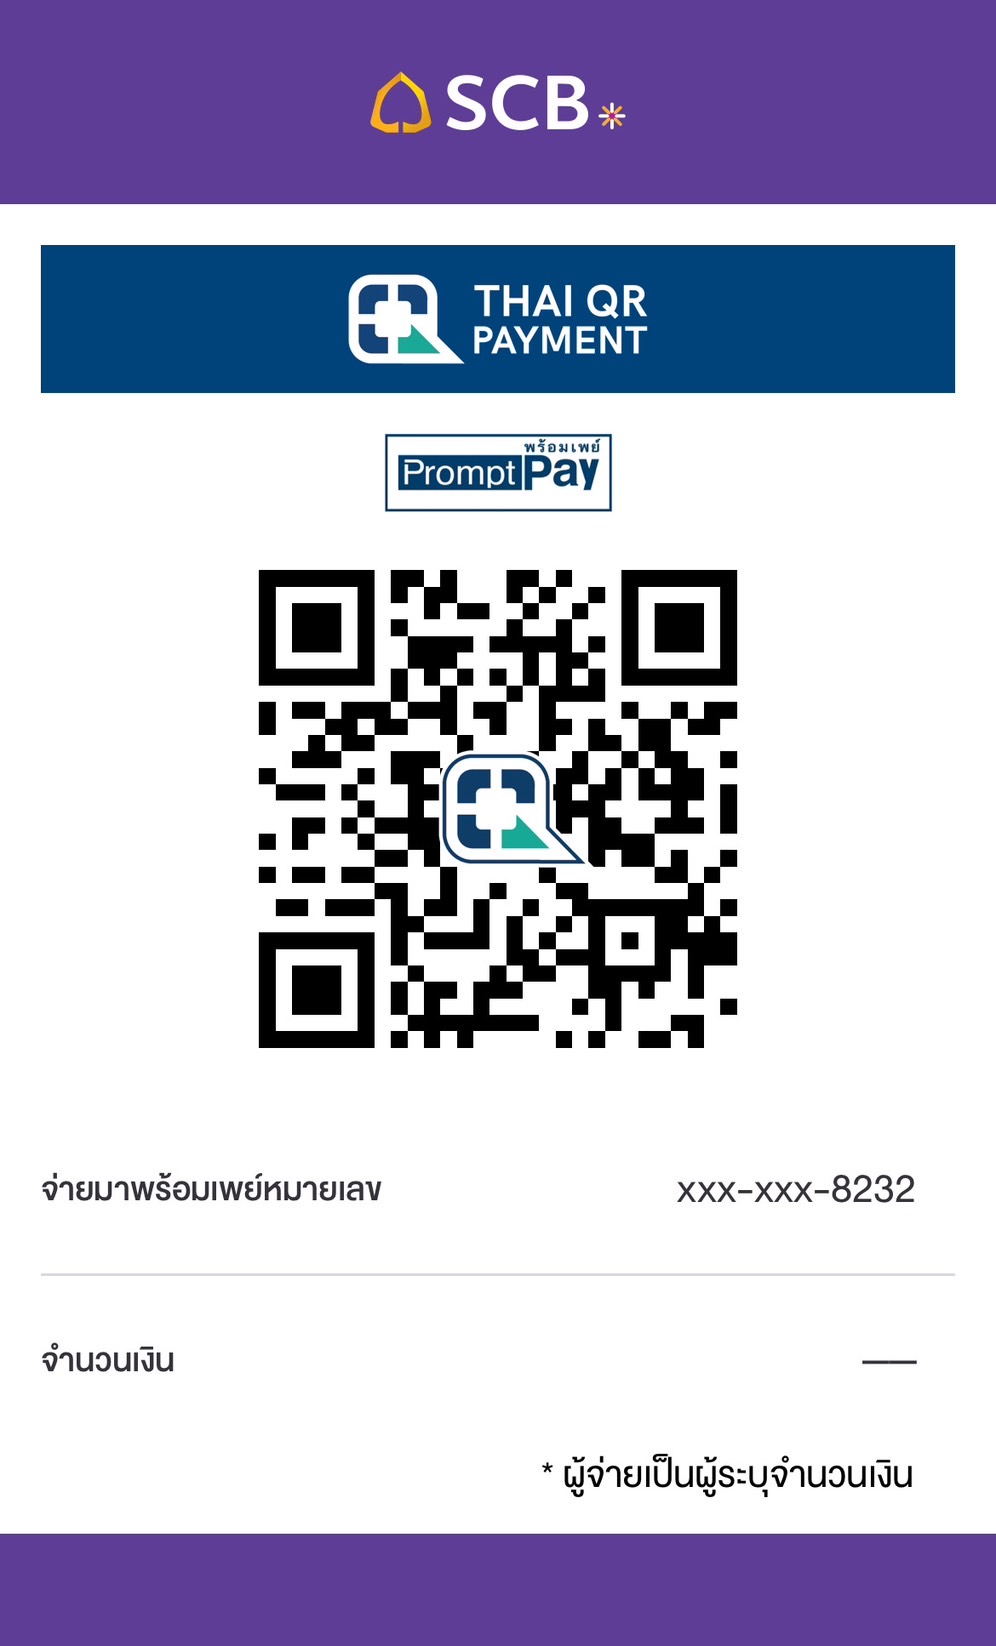 SCB
THAI QR
PAYMENT
พร้อมเพย์
PromptPay
จ่ายมาพร้อมเพย์หมายเลข xxx-xxx-8232
จำนวนเงิน —
* ผู้จ่ายเป็นผู้ระบุจำนวนเงิน